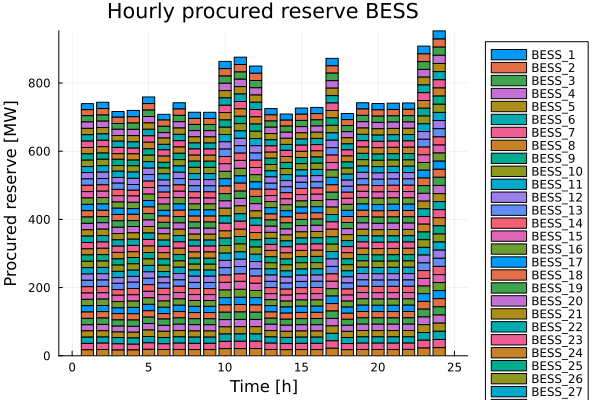 Hourly procured reserve BESS
Procured reserve [MW]
800
600
400
200
0
0 5 10 15 20 25
Time [h]
BESS_1
BESS_2
BESS_3
BESS_4
BESS_5
BESS_6
BESS_7
BESS_8
BESS_9
BESS_10
BESS_11
BESS_12
BESS_13
BESS_14
BESS_15
BESS_16
BESS_17
BESS_18
BESS_19
BESS_20
BESS_21
BESS_22
BESS_23
BESS_24
BESS_25
BESS_26
BESS_27